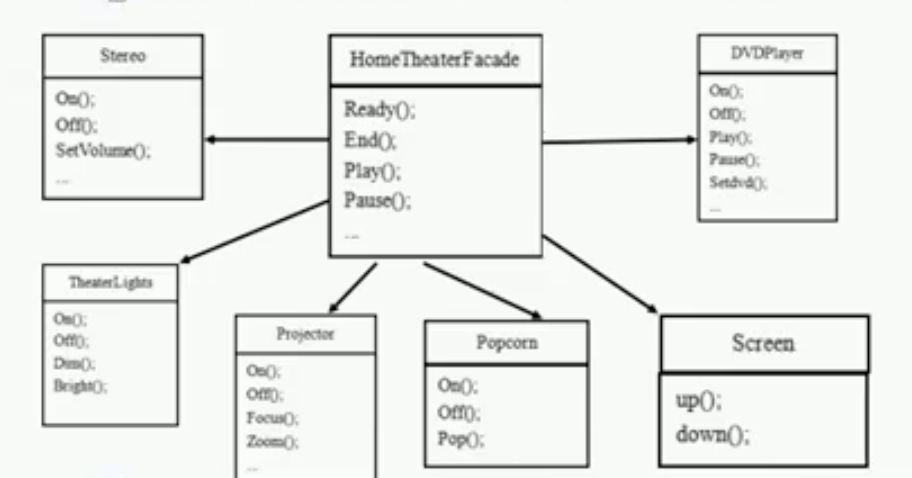 Stereo
On();
Off();
SetVolume();
...
HomeTheaterFacade
Ready();
End();
Play();
Pause();
...
DVDPlayer
On();
Off();
Play();
Pause();
Setdvd();
...
TheaterLights
On();
Off();
Dim();
Bright();
Projector
On();
Off();
Focus();
Zoom();
...
Popcorn
On();
Off();
Pop();
Screen
up();
down();